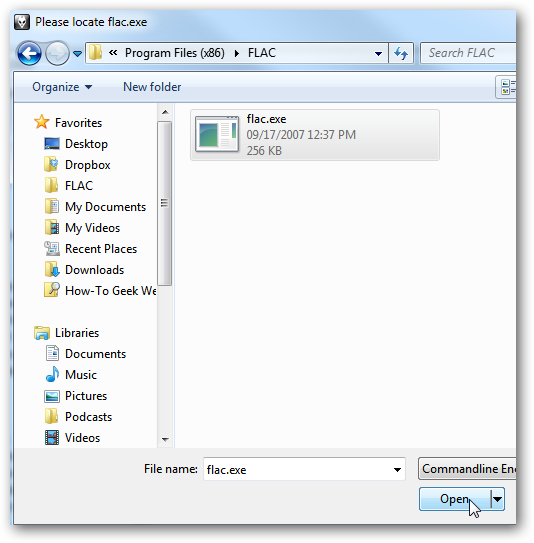 Please locate flac.exe
« Program Files (x86) FLAC
Search FLAC
Organize
New folder
Favorites
Desktop
Dropbox
FLAC
My Documents
My Videos
Recent Places
Downloads
How-To Geek We
Libraries
Documents
Music
Pictures
Podcasts
Videos
flac.exe
09/17/2007 12:37 PM
256 KB
File name:
flac.exe
Commandline Enc
Open